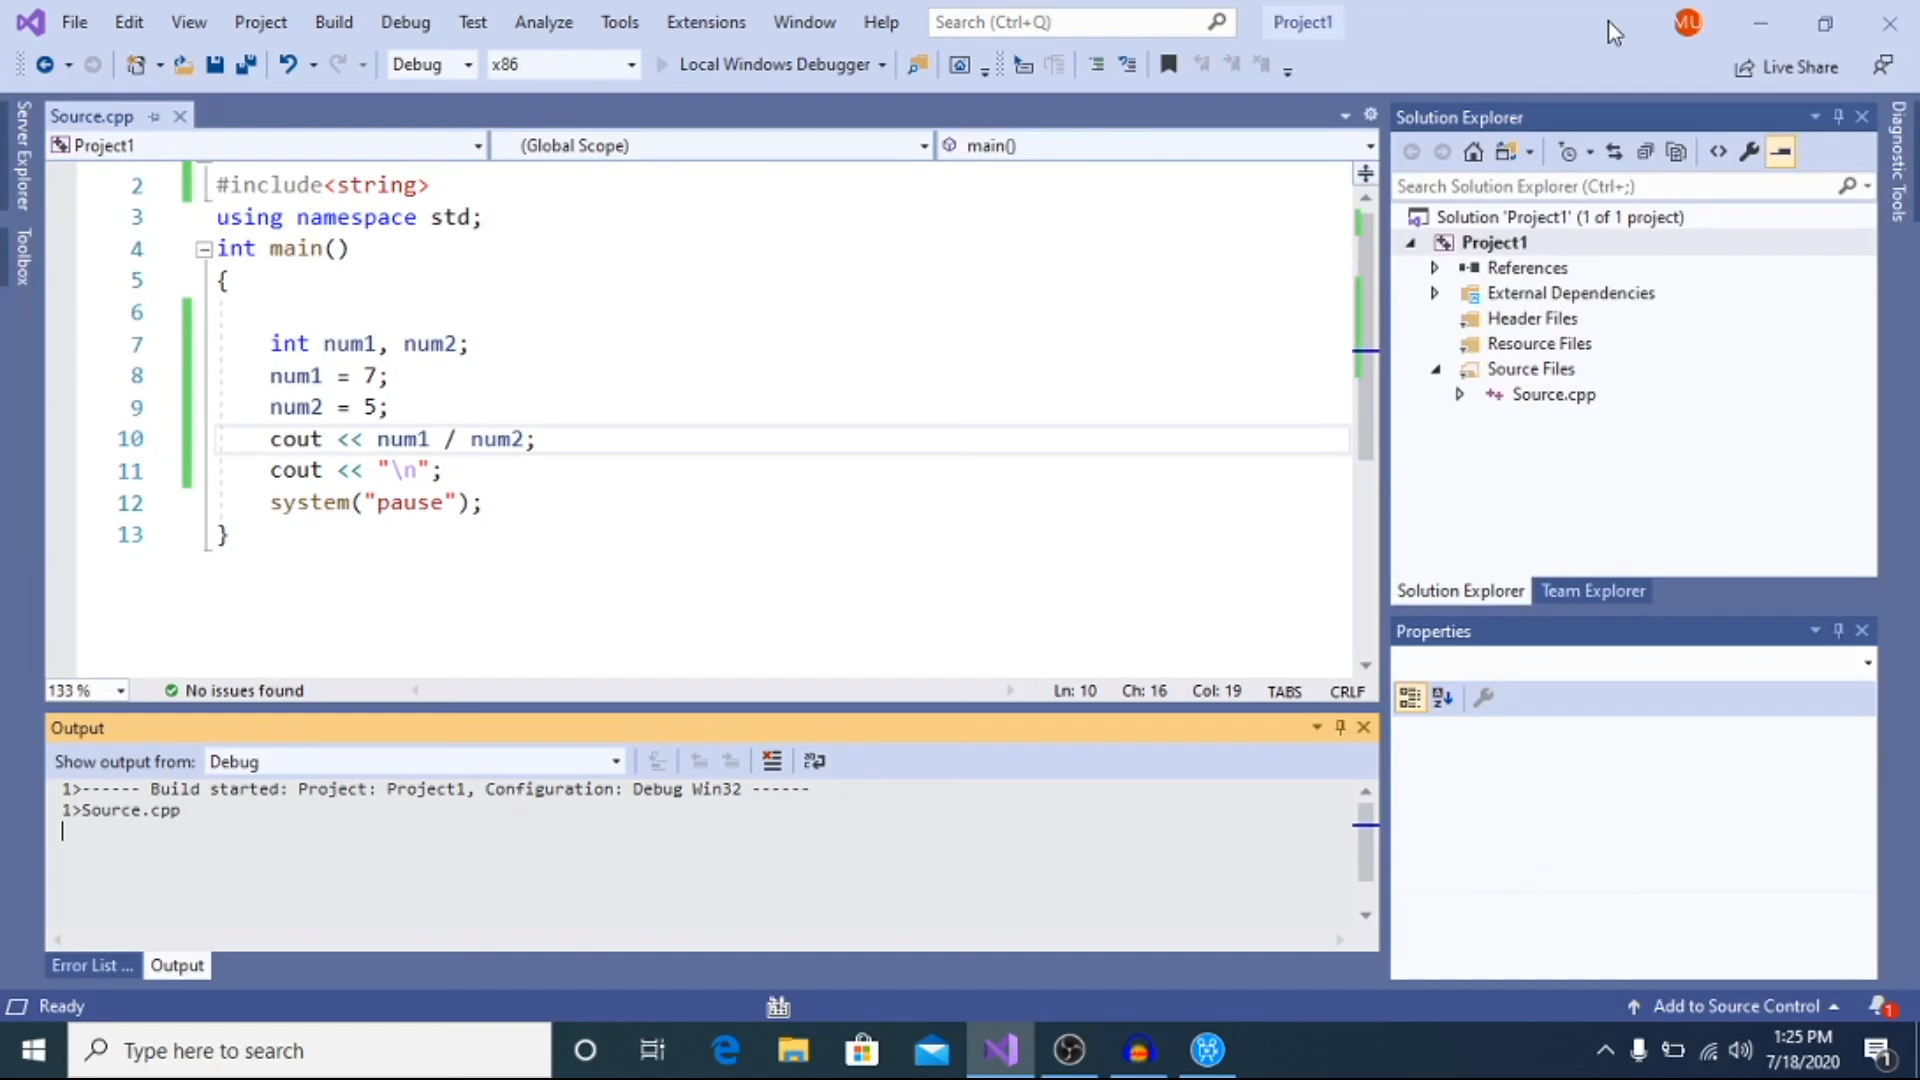 File Edit View Project Build Debug Test Analyze Tools Extensions Window Help Search (Ctrl+Q) Project1 MU
Debug x86 Local Windows Debugger Live Share
Server Explorer
Toolbox
Source.cpp
Project1 (Global Scope) main()
2 #include<string>
3 using namespace std;
4 int main()
5 {
6
7 int num1, num2;
8 num1 = 7;
9 num2 = 5;
10 cout << num1 / num2;
11 cout << "\n";
12 system("pause");
13 }
133 % No issues found Ln: 10 Ch: 16 Col: 19 TABS CRLF
Output
Show output from: Debug
1>------ Build started: Project: Project1, Configuration: Debug Win32 ------
1>Source.cpp
Error List ... Output
Solution Explorer
Search Solution Explorer (Ctrl+;)
Solution 'Project1' (1 of 1 project)
Project1
References
External Dependencies
Header Files
Resource Files
Source Files
Source.cpp
Solution Explorer Team Explorer
Properties
Diagnostic Tools
Ready Add to Source Control 1
Type here to search
1:25 PM
7/18/2020
1